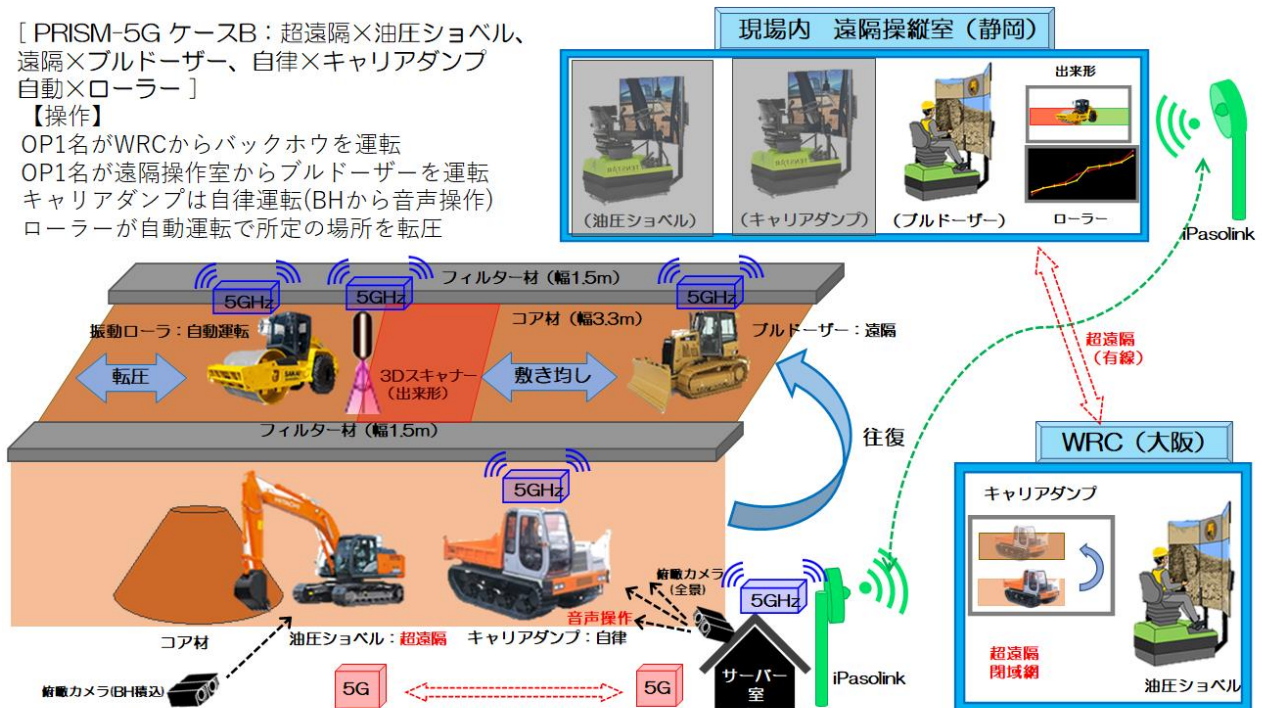 [ PRISM-5G ケースB：超遠隔×油圧ショベル、
遠隔×ブルドーザー、自律×キャリアダンプ
自動×ローラー ]
【操作】
OP1名がWRCからバックホウを運転
OP1名が遠隔操作室からブルドーザーを運転
キャリアダンプは自律運転(BHから音声操作)
ローラーが自動運転で所定の場所を転圧
現場内 遠隔操縦室（静岡）
出来形
（油圧ショベル）
（キャリアダンプ）
（ブルドーザー）
ローラー
iPasolink
フィルター材（幅1.5m）
5GHz
5GHz
5GHz
振動ローラ：自動運転
コア材（幅3.3m）
ブルドーザー：遠隔
転圧
3Dスキャナー
（出来形）
敷き均し
フィルター材（幅1.5m）
往復
超遠隔
（有線）
5GHz
WRC（大阪）
キャリアダンプ
超遠隔
閉域網
油圧ショベル
俯瞰カメラ
(全景)
音声操作
5GHz
コア材
油圧ショベル：超遠隔
キャリアダンプ：自律
俯瞰カメラ(BH積込)
5G
5G
サーバー
室
iPasolink